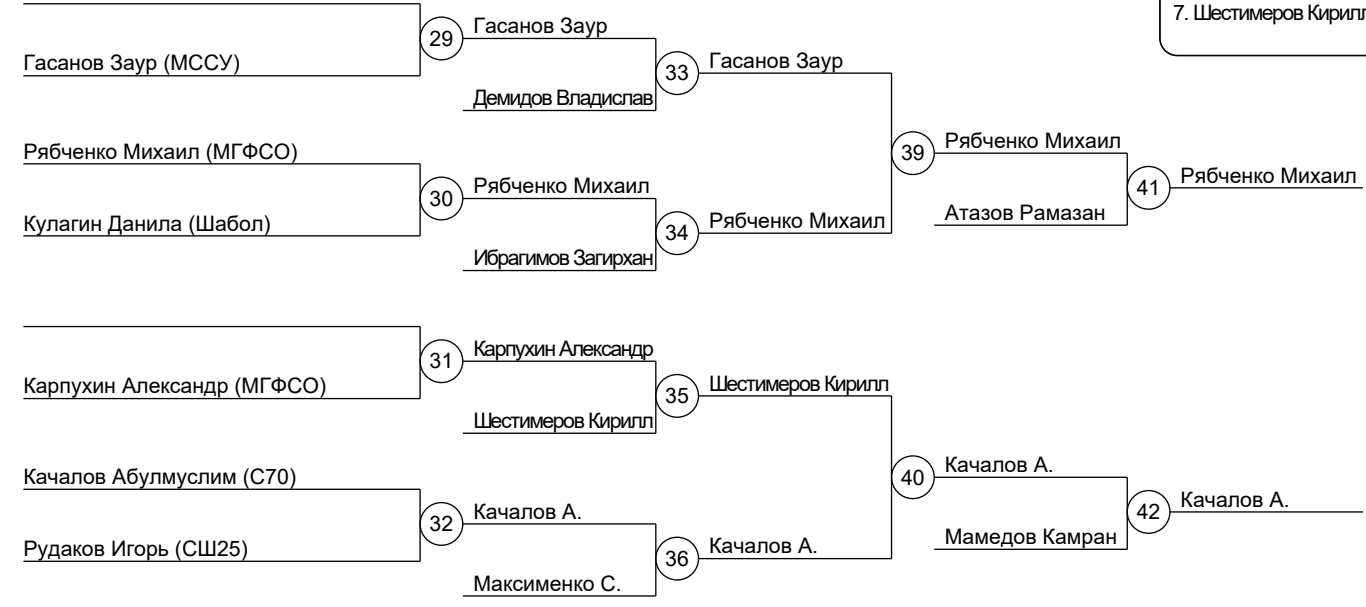 7. Шестимеров Кирилл
29
Гасанов Заур
Гасанов Заур (МССУ)
33
Гасанов Заур
Демидов Владислав
Рябченко Михаил (МГФСО)
39
Рябченко Михаил
30
Рябченко Михаил
41
Рябченко Михаил
Кулагин Данила (Шабол)
34
Рябченко Михаил
Атазов Рамазан
Ибрагимов Загирхан
31
Карпухин Александр
Карпухин Александр (МГФСО)
35
Шестимеров Кирилл
Шестимеров Кирилл
Качалов Абулмуслим (С70)
40
Качалов А.
32
Качалов А.
42
Качалов А.
Рудаков Игорь (СШ25)
36
Качалов А.
Мамедов Камран
Максименко С.